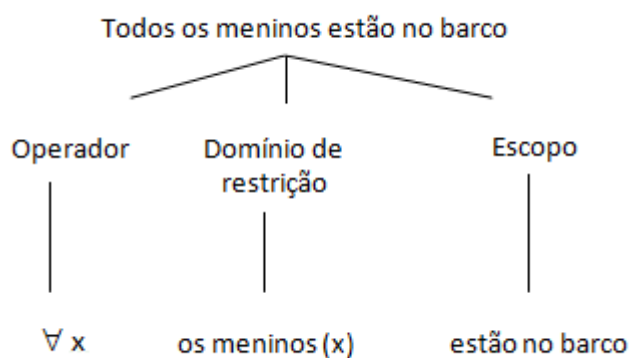 Todos os meninos estão no barco
Operador
Domínio de
restrição
Escopo
∀ x
os meninos (x)
estão no barco